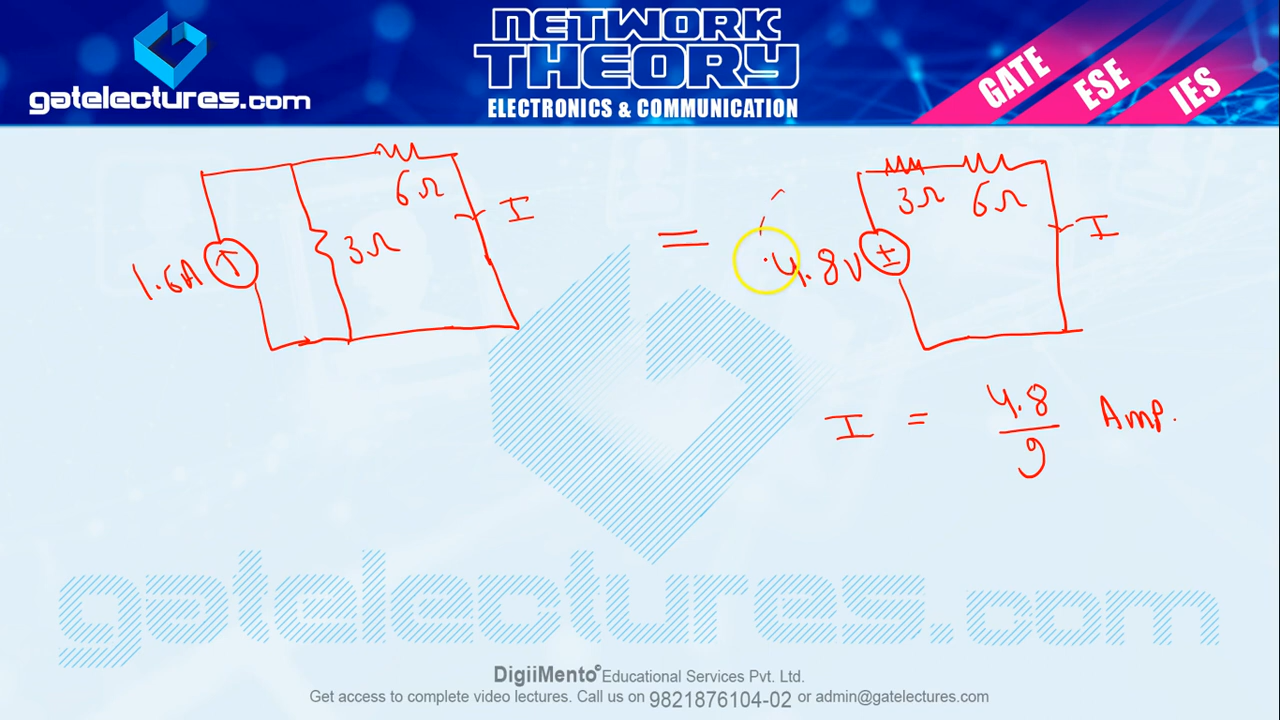 gatelectures.com
NETWORK
THEORY
ELECTRONICS & COMMUNICATION
GATE
ESE
IES
1.6A
3Ω
6Ω
I
=
4.8V
3Ω
6Ω
I
I = 4.8/9 Amp.
gatelectures.com
DigiiMento© Educational Services Pvt. Ltd.
Get access to complete video lectures. Call us on 9821876104-02 or admin@gatelectures.com